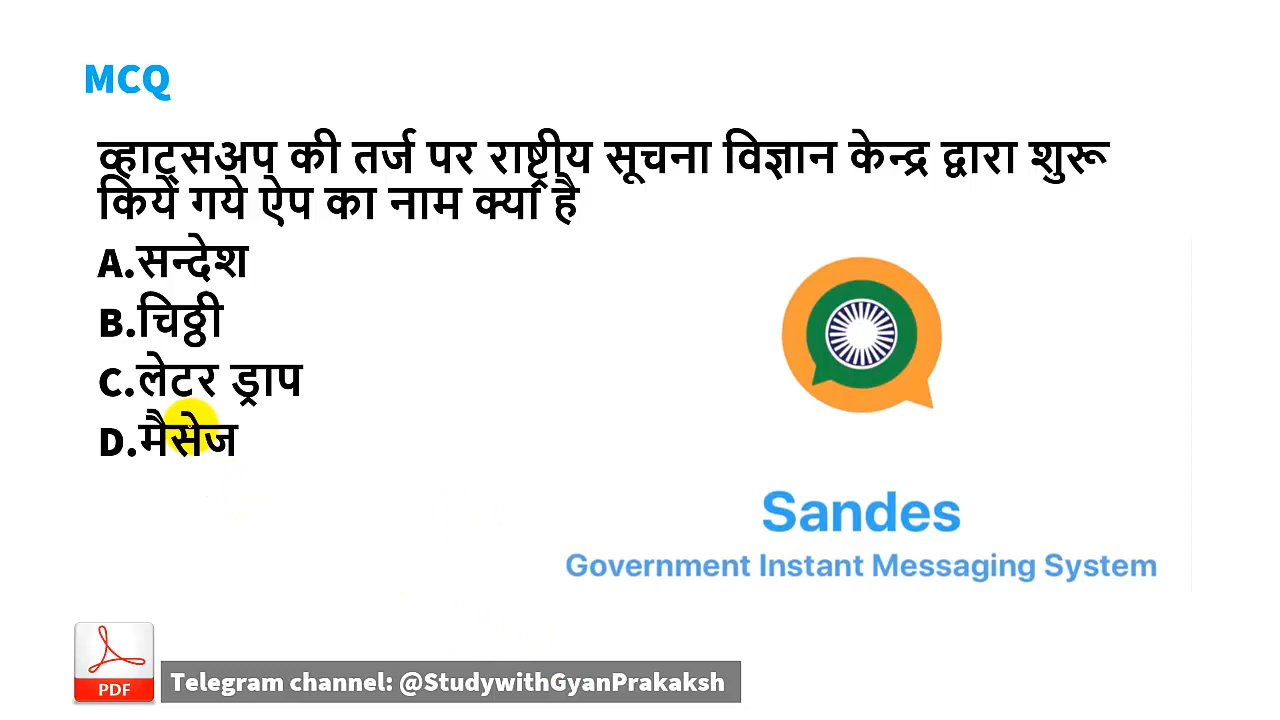 MCQ
व्हाट्सअप की तर्ज पर राष्ट्रीय सूचना विज्ञान केन्द्र द्वारा शुरू
किये गये ऐप का नाम क्या है
A.सन्देश
B.चिठ्ठी
C.लेटर ड्राप
D.मैसेज
Sandes
Government Instant Messaging System
PDF
Telegram channel: @StudywithGyanPrakaksh